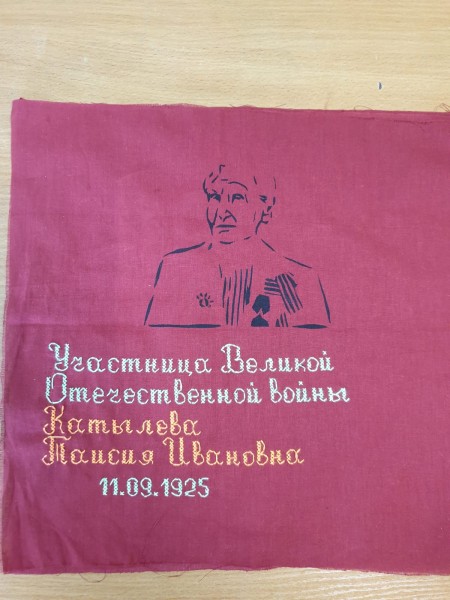 Участница Великой
Отечественной войны
Катылева
Таисия Ивановна
11.09.1925